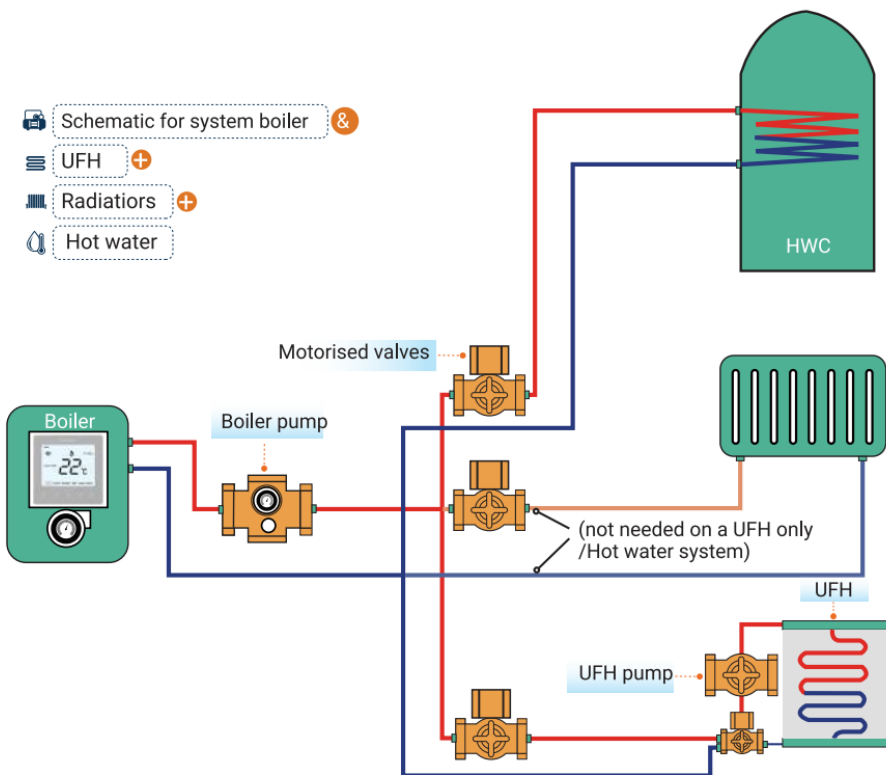 Schematic for system boiler
&
UFH
+
Radiatiors
+
Hot water
HWC
Motorised valves
Boiler
Boiler pump
22°C
(not needed on a UFH only
/Hot water system)
UFH
UFH pump